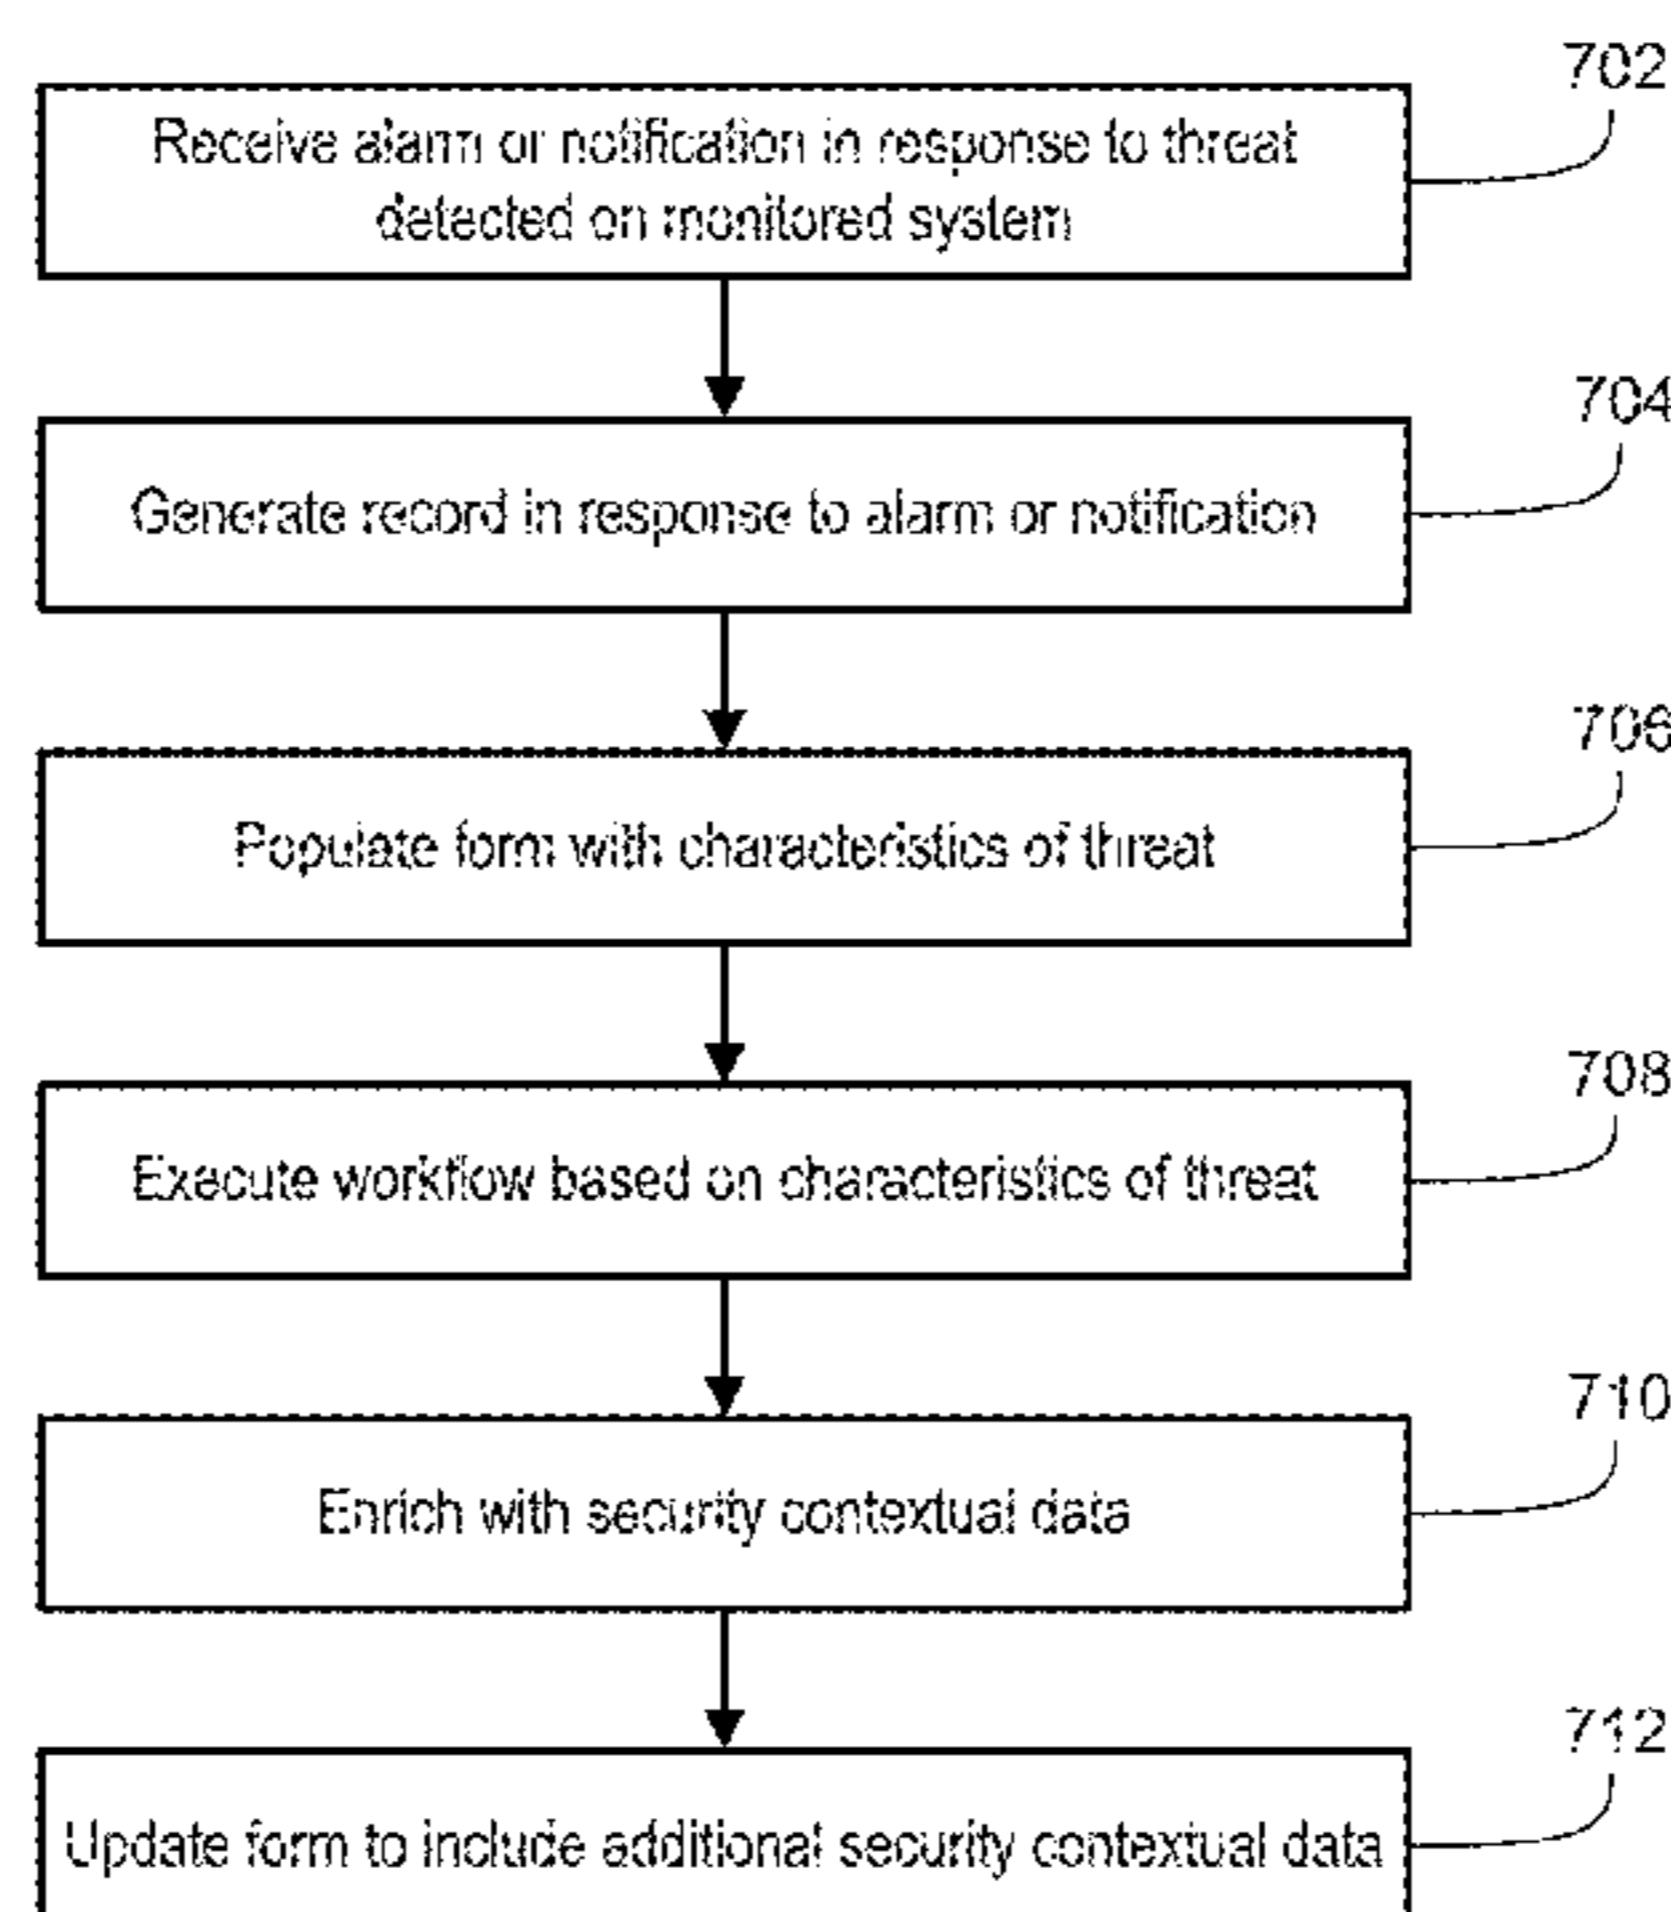 702
Receive alarm or notification in response to threat
detected on monitored system
704
Generate record in response to alarm or notification
706
Populate form with characteristics of threat
708
Execute workflow based on characteristics of threat
710
Enrich with security contextual data
712
Update form to include additional security contextual data